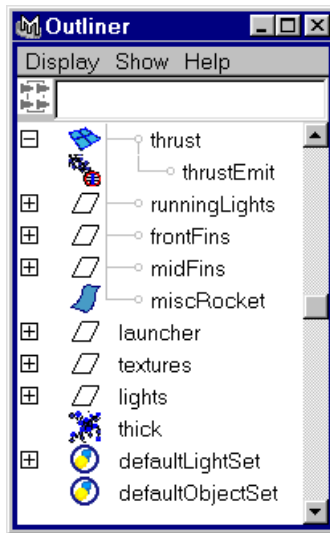 Outliner
Display Show Help
thrust
thrustEmit
runningLights
frontFins
midFins
miscRocket
launcher
textures
lights
thick
defaultLightSet
defaultObjectSet